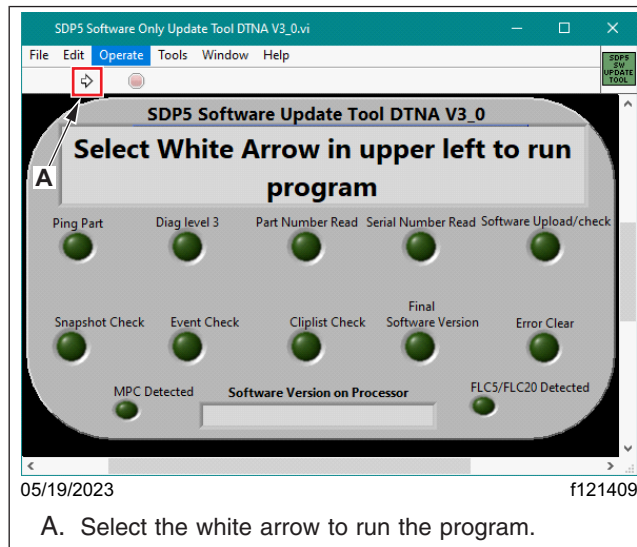 SDP5 Software Only Update Tool DTNA V3_0.vi
File Edit Operate Tools Window Help
SDP5
SW
UPDATE
TOOL
SDP5 Software Update Tool DTNA V3_0
Select White Arrow in upper left to run
program
A
Ping Part Diag level 3 Part Number Read Serial Number Read Software Upload/check
Snapshot Check Event Check Cliplist Check Final
Software Version Error Clear
MPC Detected Software Version on Processor FLC5/FLC20 Detected
05/19/2023 f121409
A. Select the white arrow to run the program.